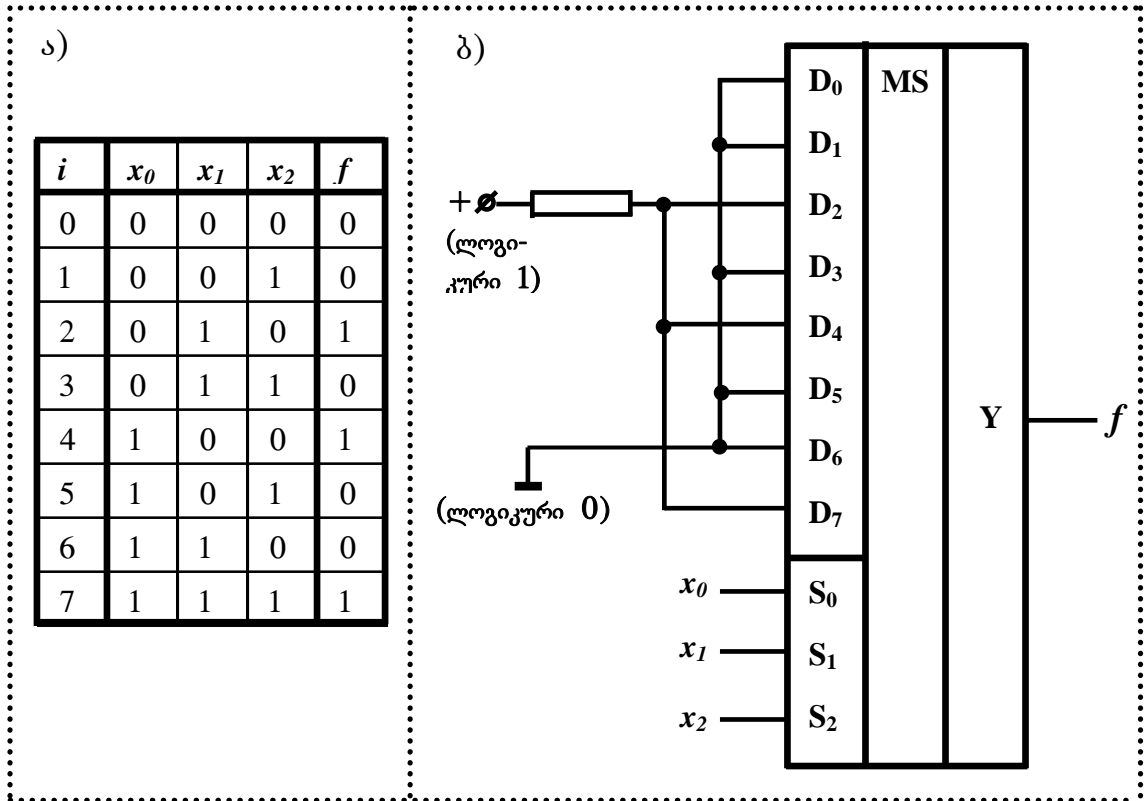 ა)
i x0 x1 x2 f
0 0 0 0 0
1 0 0 1 0
2 0 1 0 1
3 0 1 1 0
4 1 0 0 1
5 1 0 1 0
6 1 1 0 0
7 1 1 1 1
ბ)
+
(ლოგი-
კური 1)
(ლოგიკური 0)
D0 MS
D1
D2
D3
D4
D5
D6
D7
x0 S0
x1 S1
x2 S2
Y f